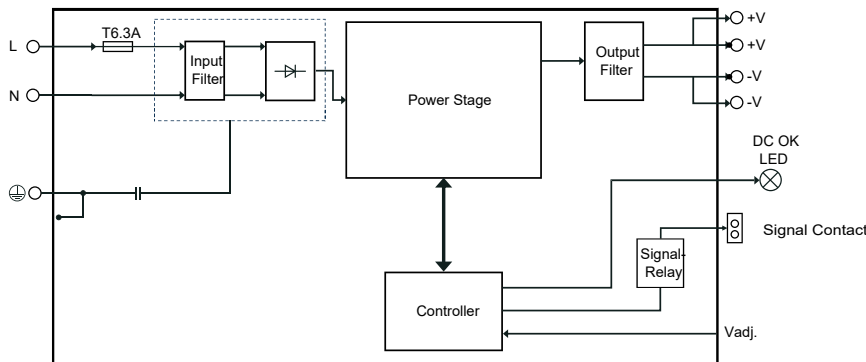 T6.3A
+V
L
Input
Filter
Output
Filter
+V
-V
N
Power Stage
-V
DC OK
LED
Signal Contact
Signal-
Relay
Controller
Vadj.